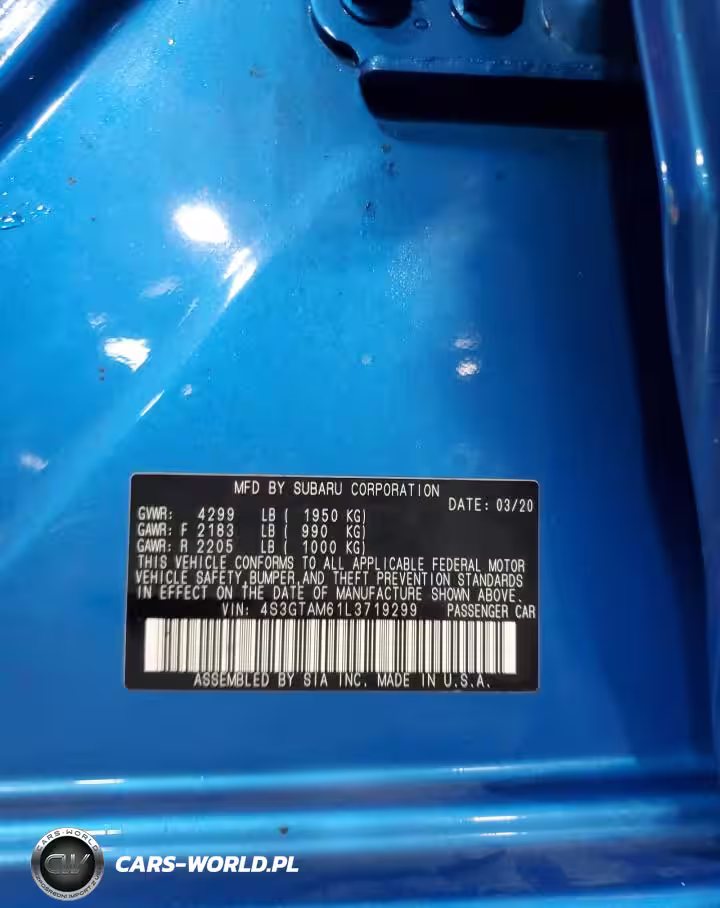 MFD BY SUBARU CORPORATION
DATE: 03/20
GVWR: 4299 LB ( 1950 KG)
GAWR: F 2183 LB ( 990 KG)
GAWR: R 2205 LB ( 1000 KG)
THIS VEHICLE CONFORMS TO ALL APPLICABLE FEDERAL MOTOR
VEHICLE SAFETY,BUMPER,AND THEFT PREVENTION STANDARDS
IN EFFECT ON THE DATE OF MANUFACTURE SHOWN ABOVE.
VIN: 4S3GTAM61L3719299 PASSENGER CAR
ASSEMBLED BY SIA INC. MADE IN U.S.A.
CARS-WORLD
CW
CARS-WORLD.PL